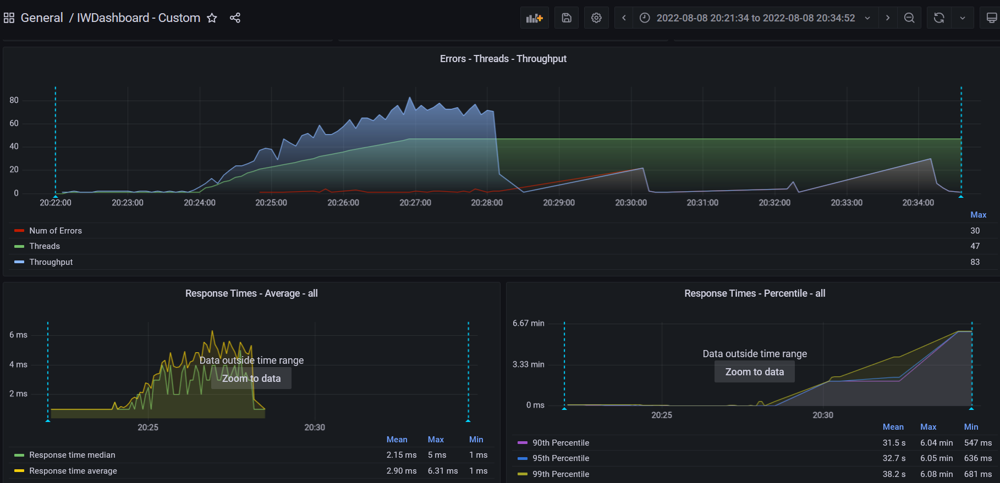 General / IWDashboard - Custom
2022-08-08 20:21:34 to 2022-08-08 20:34:52
Errors - Threads - Throughput
80
60
40
20
0
20:22:00 20:23:00 20:24:00 20:25:00 20:26:00 20:27:00 20:28:00 20:29:00 20:30:00 20:31:00 20:32:00 20:33:00 20:34:00
Max
Num of Errors 30
Threads 47
Throughput 83
Response Times - Average - all
6 ms
4 ms
2 ms
Data outside time range
Zoom to data
20:25 20:30
Mean Max Min
Response time median 2.15 ms 5 ms 1 ms
Response time average 2.90 ms 6.31 ms 1 ms
Response Times - Percentile - all
6.67 min
3.33 min
0 ms
Data outside time range
Zoom to data
20:25 20:30
Mean Max Min
90th Percentile 31.5 s 6.04 min 547 ms
95th Percentile 32.7 s 6.05 min 636 ms
99th Percentile 38.2 s 6.08 min 681 ms